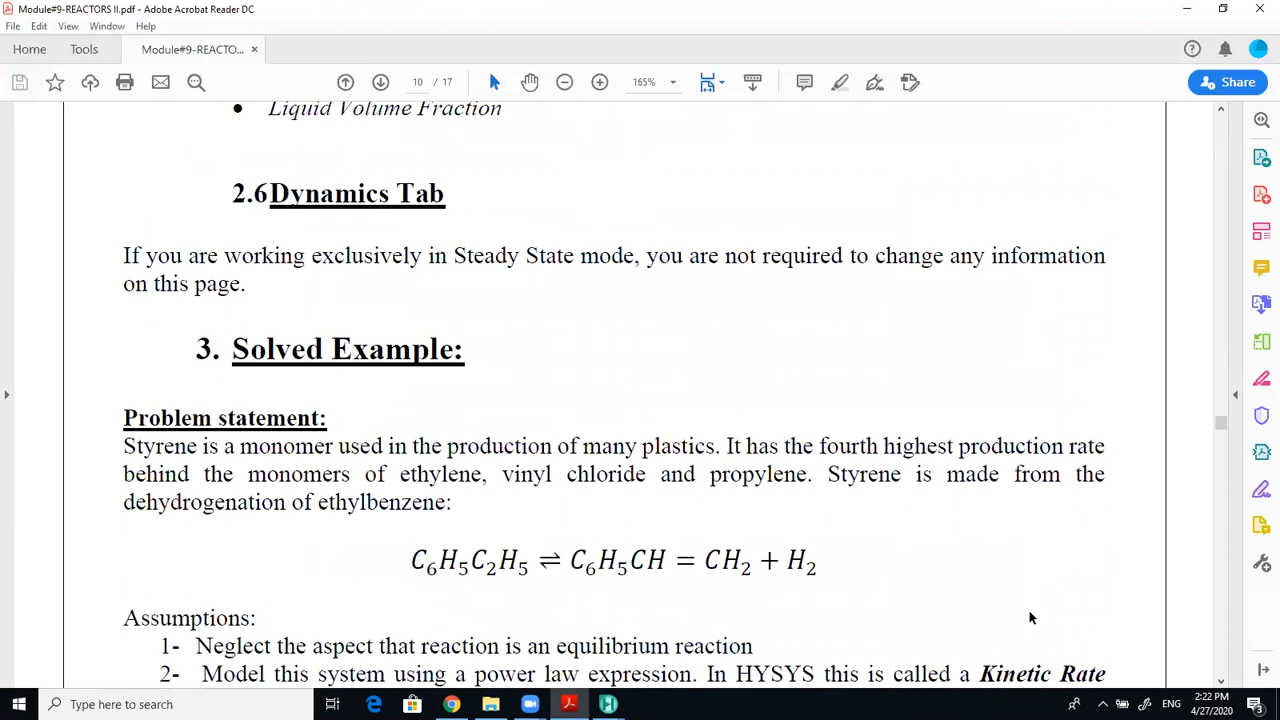 Module#9-REACTORS II.pdf - Adobe Acrobat Reader DC
File Edit View Window Help
Home Tools Module#9-REACTO... ×
10 / 17 165% Share
• Liquid Volume Fraction
2.6 Dynamics Tab
If you are working exclusively in Steady State mode, you are not required to change any information
on this page.
3. Solved Example:
Problem statement:
Styrene is a monomer used in the production of many plastics. It has the fourth highest production rate
behind the monomers of ethylene, vinyl chloride and propylene. Styrene is made from the
dehydrogenation of ethylbenzene:
C₆H₅C₂H₅ ⇌ C₆H₅CH = CH₂ + H₂
Assumptions:
1- Neglect the aspect that reaction is an equilibrium reaction
2- Model this system using a power law expression. In HYSYS this is called a Kinetic Rate
Type here to search
ENG
2:22 PM
4/27/2020
3